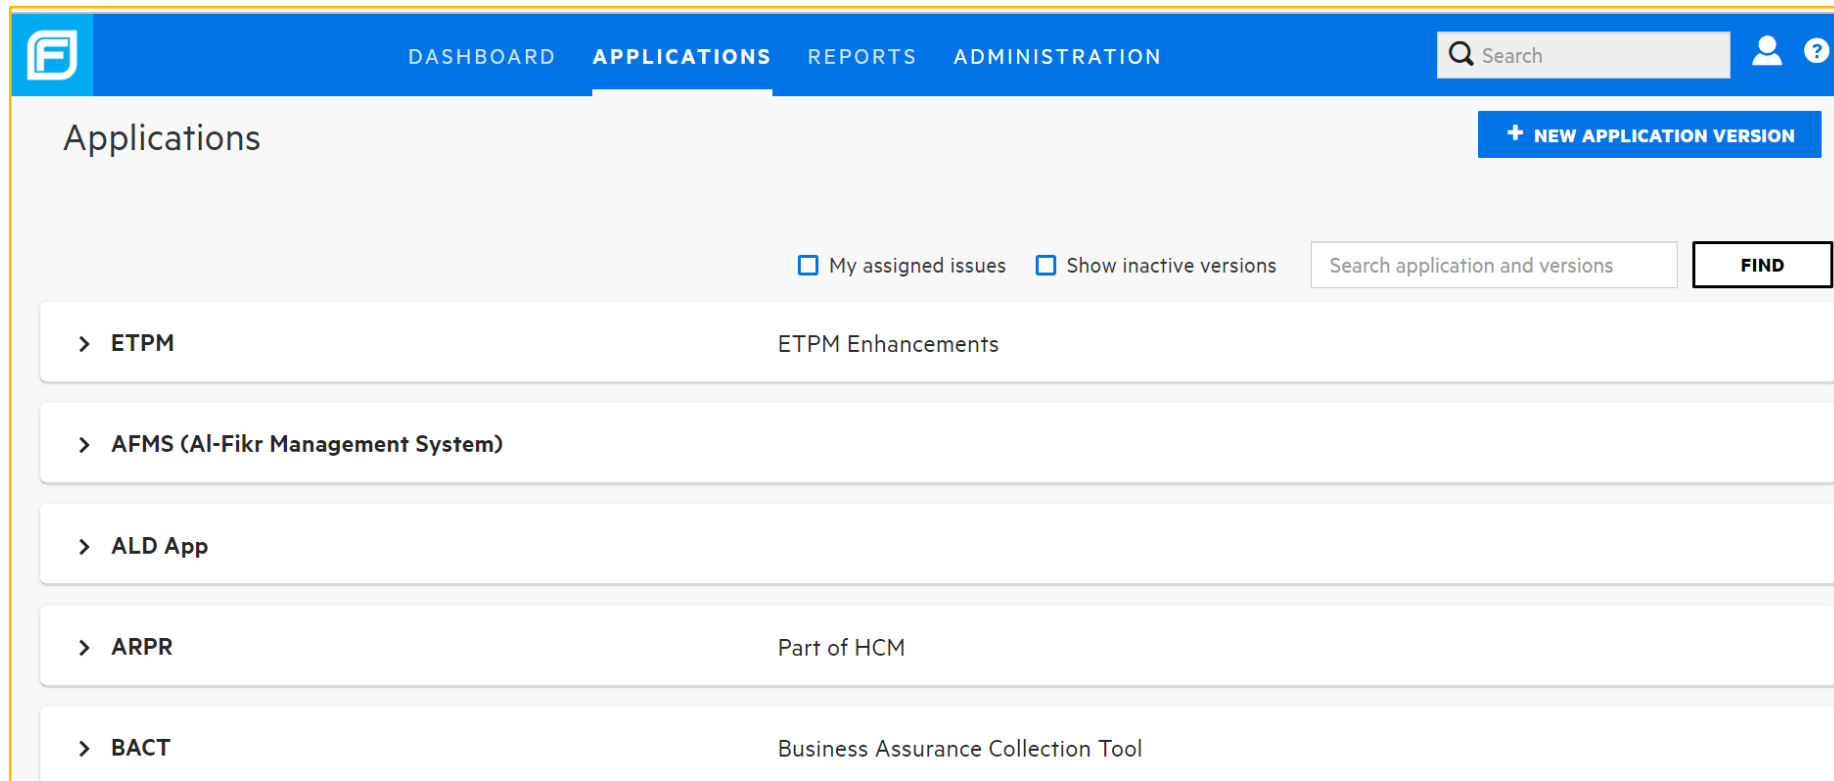 F
DASHBOARD APPLICATIONS REPORTS ADMINISTRATION Search ?
Applications + NEW APPLICATION VERSION
My assigned issues Show inactive versions Search application and versions FIND
ETPM ETPM Enhancements
AFMS (Al-Fikr Management System)
ALD App
ARPR Part of HCM
BACT Business Assurance Collection Tool